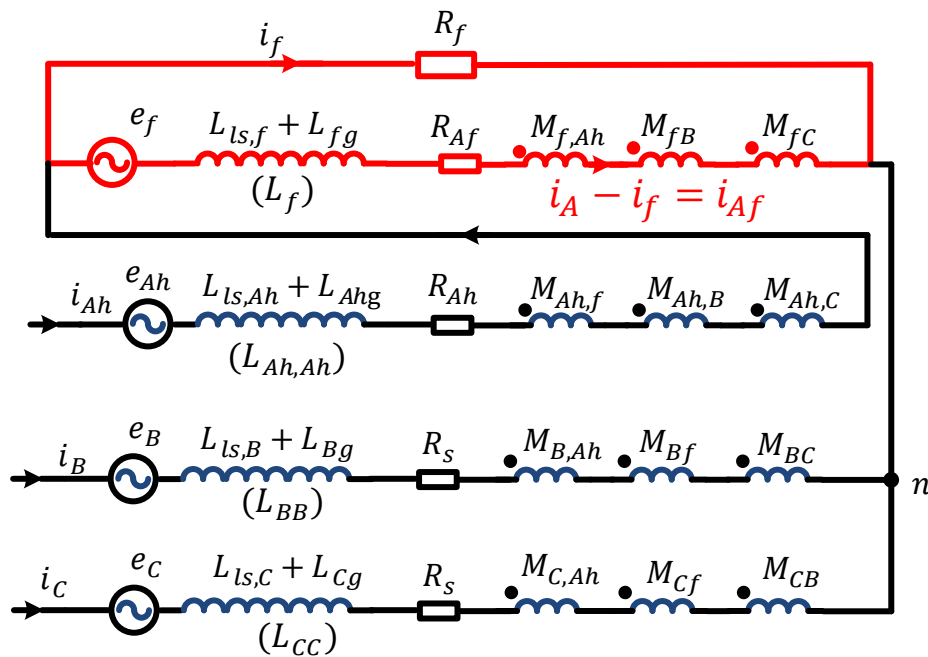 i_f R_f
e_f L_{ls,f} + L_{fg} R_{Af} M_{f,Ah} M_{fB} M_{fC}
(L_f) i_A − i_f = i_{Af}
i_{Ah} e_{Ah} L_{ls,Ah} + L_{Ahg} R_{Ah} M_{Ah,f} M_{Ah,B} M_{Ah,C}
(L_{Ah,Ah})
i_B e_B L_{ls,B} + L_{Bg} R_s M_{B,Ah} M_{Bf} M_{BC}
(L_{BB}) n
i_C e_C L_{ls,C} + L_{Cg} R_s M_{C,Ah} M_{Cf} M_{CB}
(L_{CC})